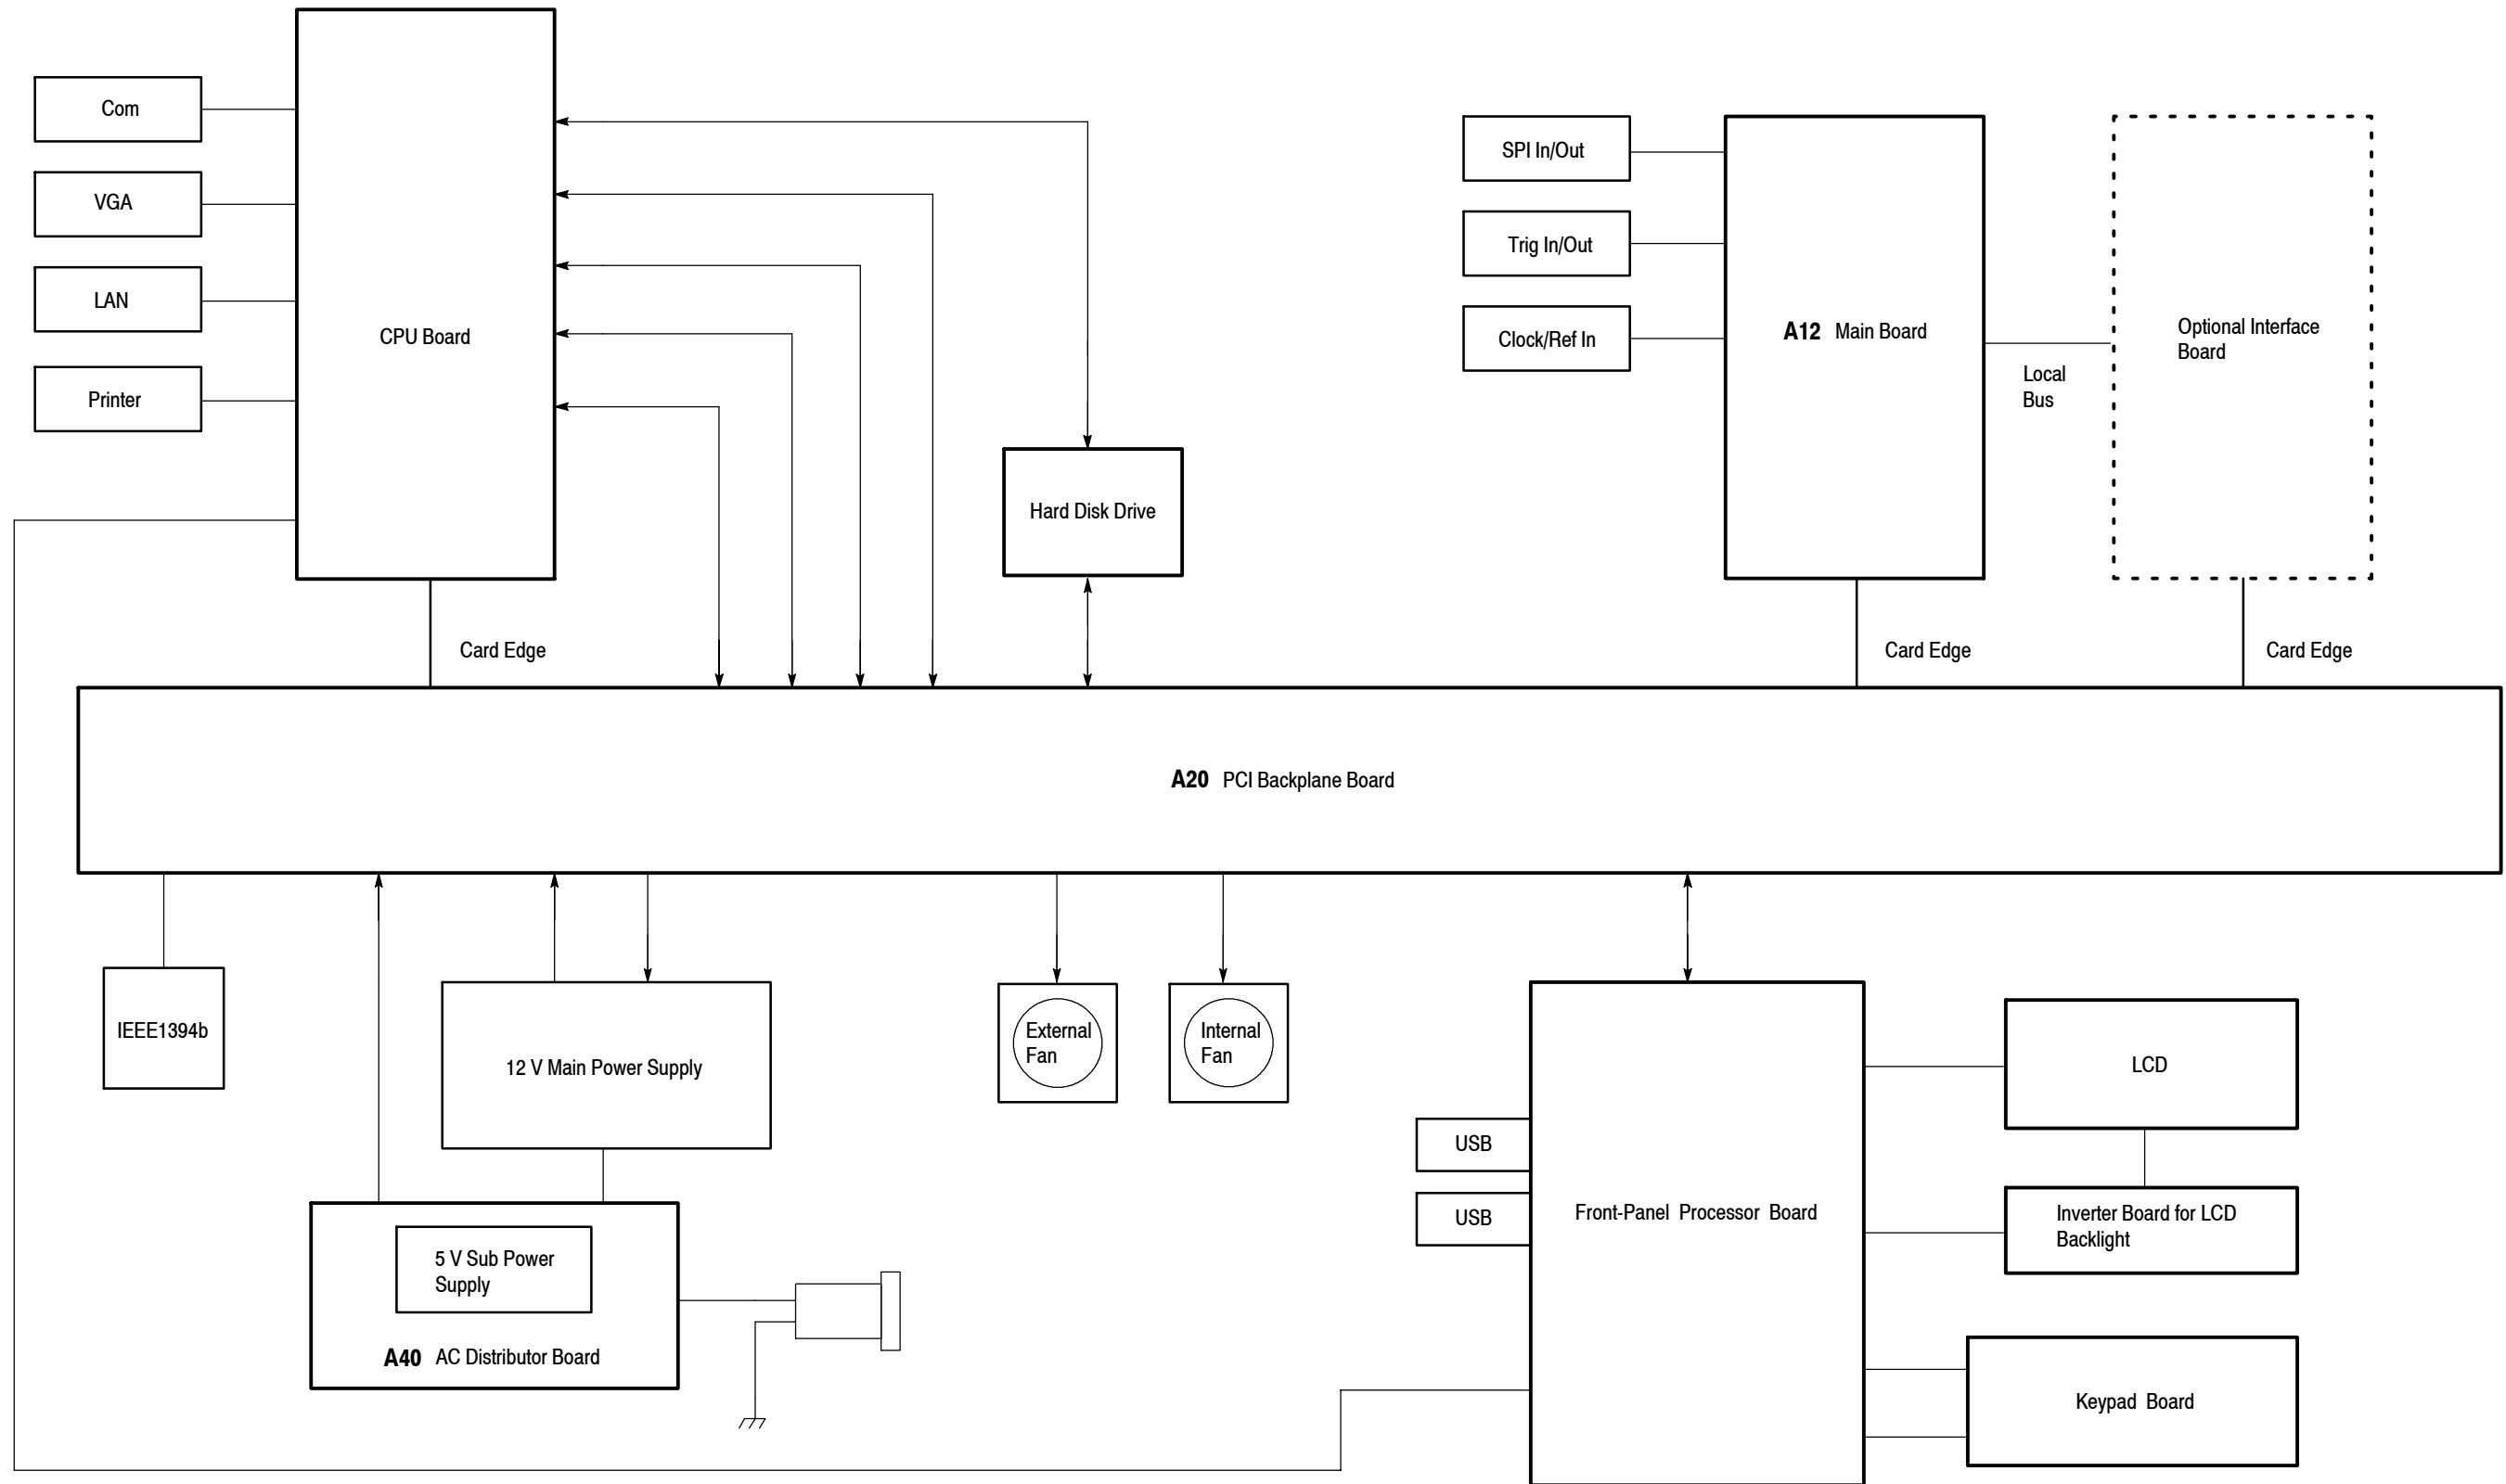 Com
VGA
LAN
Printer
CPU Board
Hard Disk Drive
SPI In/Out
Trig In/Out
Clock/Ref In
A12 Main Board
Local
Bus
Optional Interface
Board
Card Edge
Card Edge
Card Edge
A20 PCI Backplane Board
IEEE1394b
12 V Main Power Supply
External
Fan
Internal
Fan
5 V Sub Power
Supply
A40 AC Distributor Board
USB
USB
Front-Panel Processor Board
LCD
Inverter Board for LCD
Backlight
Keypad Board